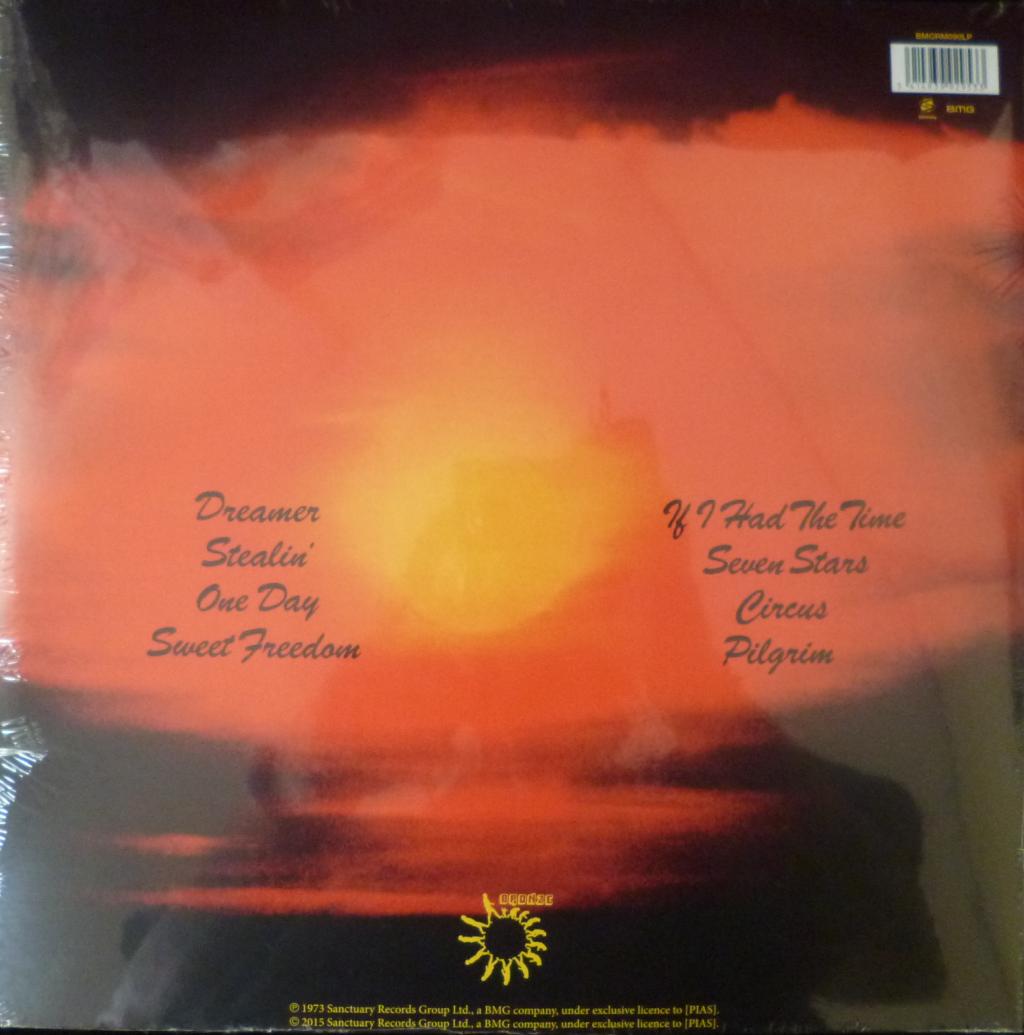 BMGRM090LP
BMG
Dreamer
Stealin'
One Day
Sweet Freedom
If I Had The Time
Seven Stars
Circus
Pilgrim
BRONZE
℗ 1973 Sanctuary Records Group Ltd., a BMG company, under exclusive licence to [PIAS].
© 2015 Sanctuary Records Group Ltd., a BMG company, under exclusive licence to [PIAS].